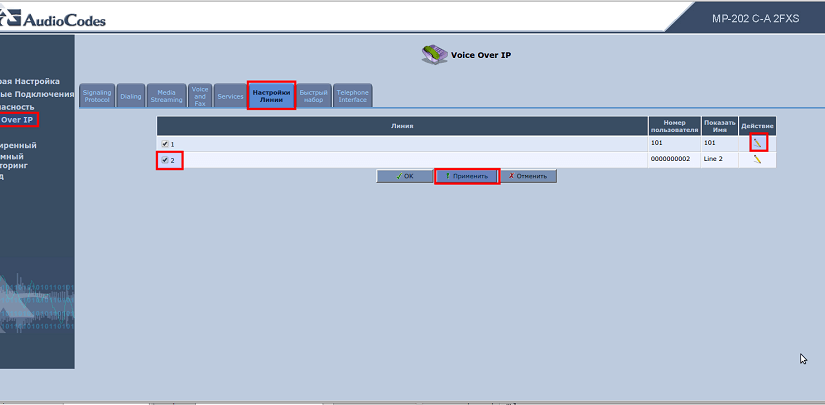 AudioCodes
MP-202 C-A 2FXS
Voice Over IP
рая Настройка
ые Подключения
пасность
Over IP
иренный
мный
торинг
д
Signaling Protocol
Dialing
Media Streaming
Voice and Fax
Services
Настройки Линии
Быстрый набор
Telephone Interface
Линия
Номер пользователя
Показать Имя
Действие
1
101
101
2
0000000002
Line 2
OK
Применить
Отменить